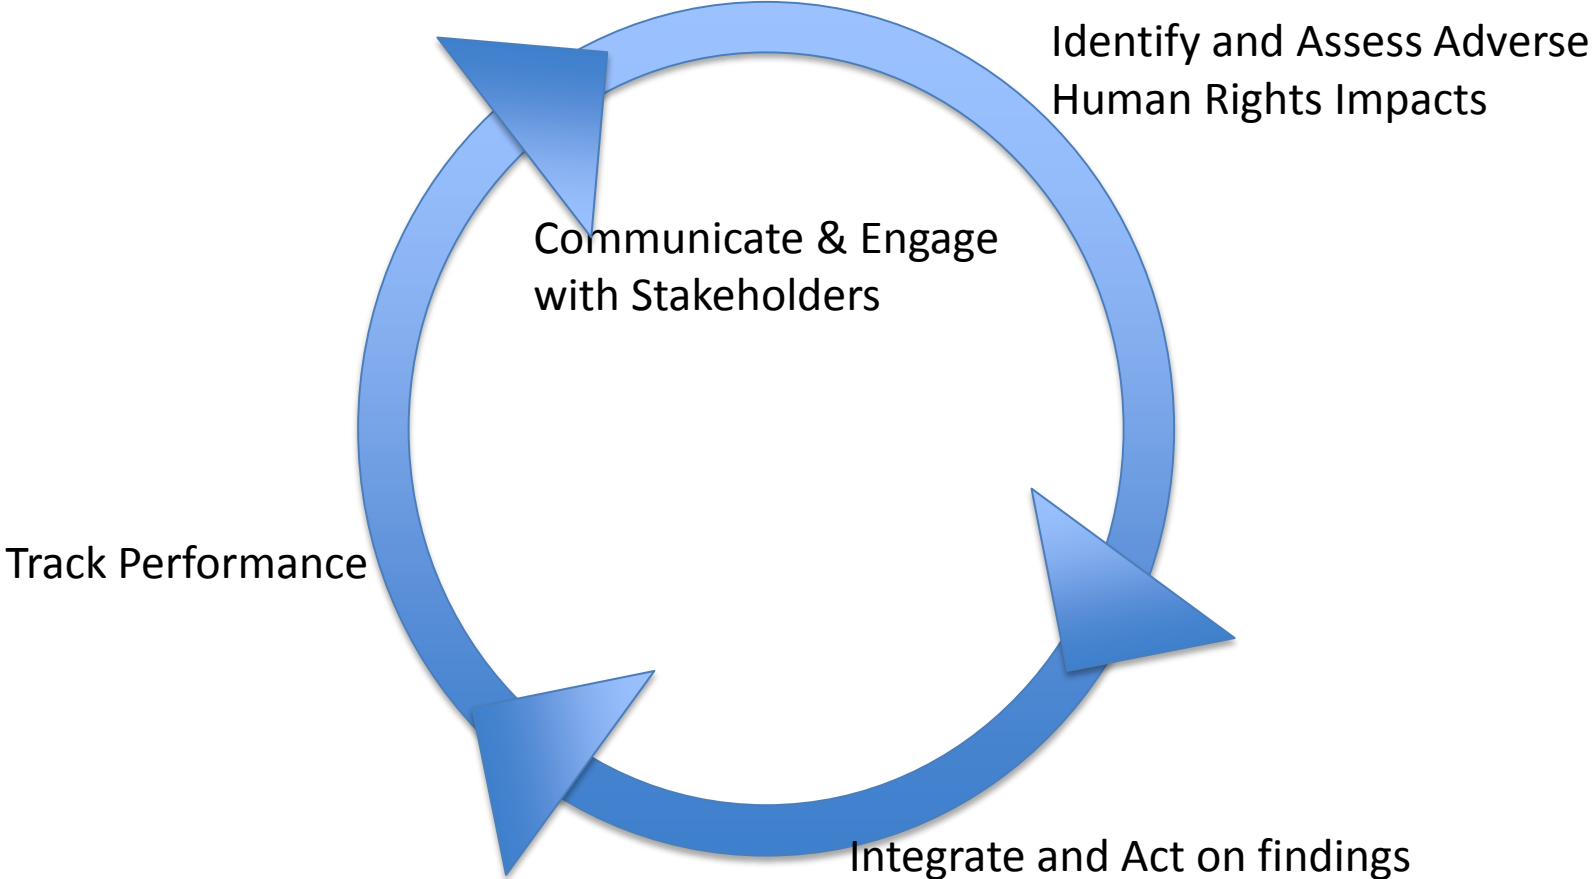 Identify and Assess Adverse
Human Rights Impacts
Communicate & Engage
with Stakeholders
Track Performance
Integrate and Act on findings